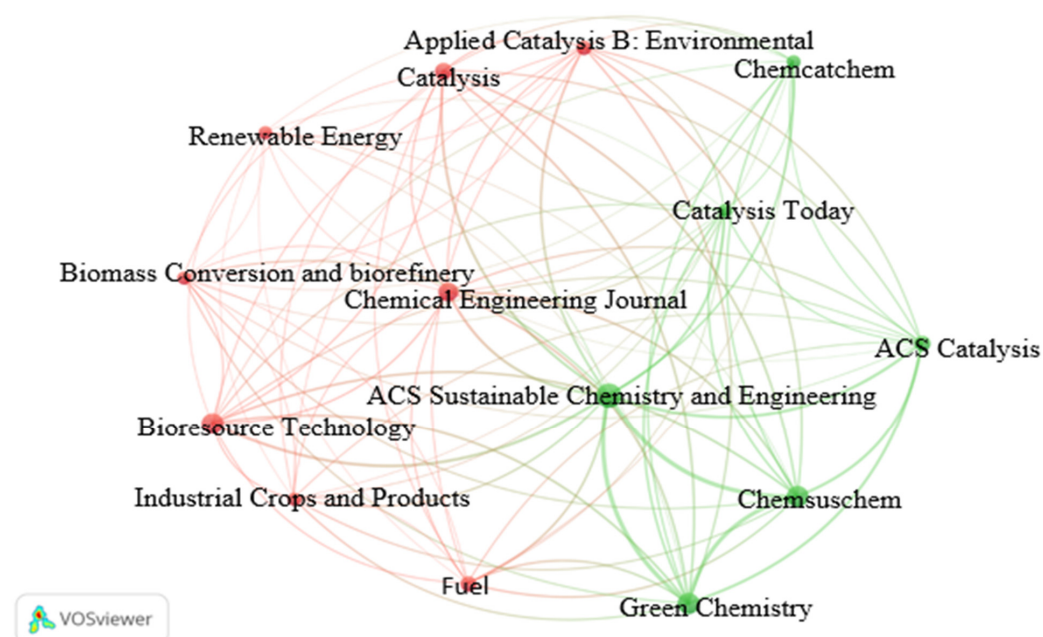 Applied Catalysis B: Environmental
Chemcatchem
Catalysis
Renewable Energy
Catalysis Today
Biomass Conversion and biorefinery
Chemical Engineering Journal
ACS Catalysis
ACS Sustainable Chemistry and Engineering
Bioresource Technology
Industrial Crops and Products
Chemsuschem
Fuel
Green Chemistry
VOSviewer